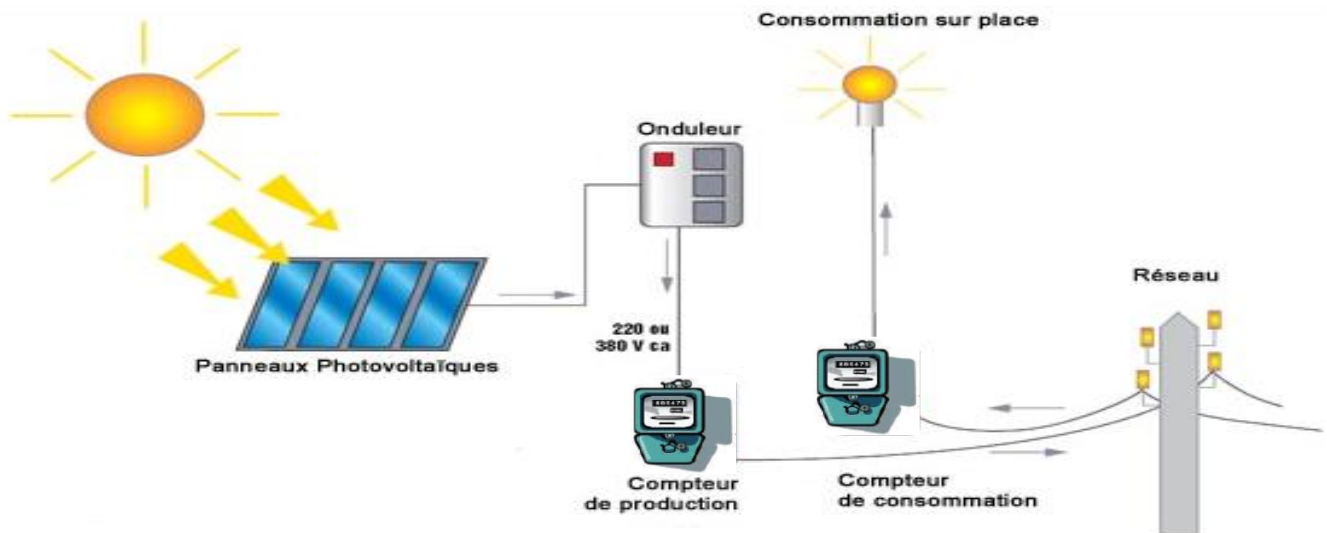 Consommation sur place
Onduleur
Réseau
220 ou
380 V ca
Panneaux Photovoltaïques
Compteur
de production
Compteur
de consommation